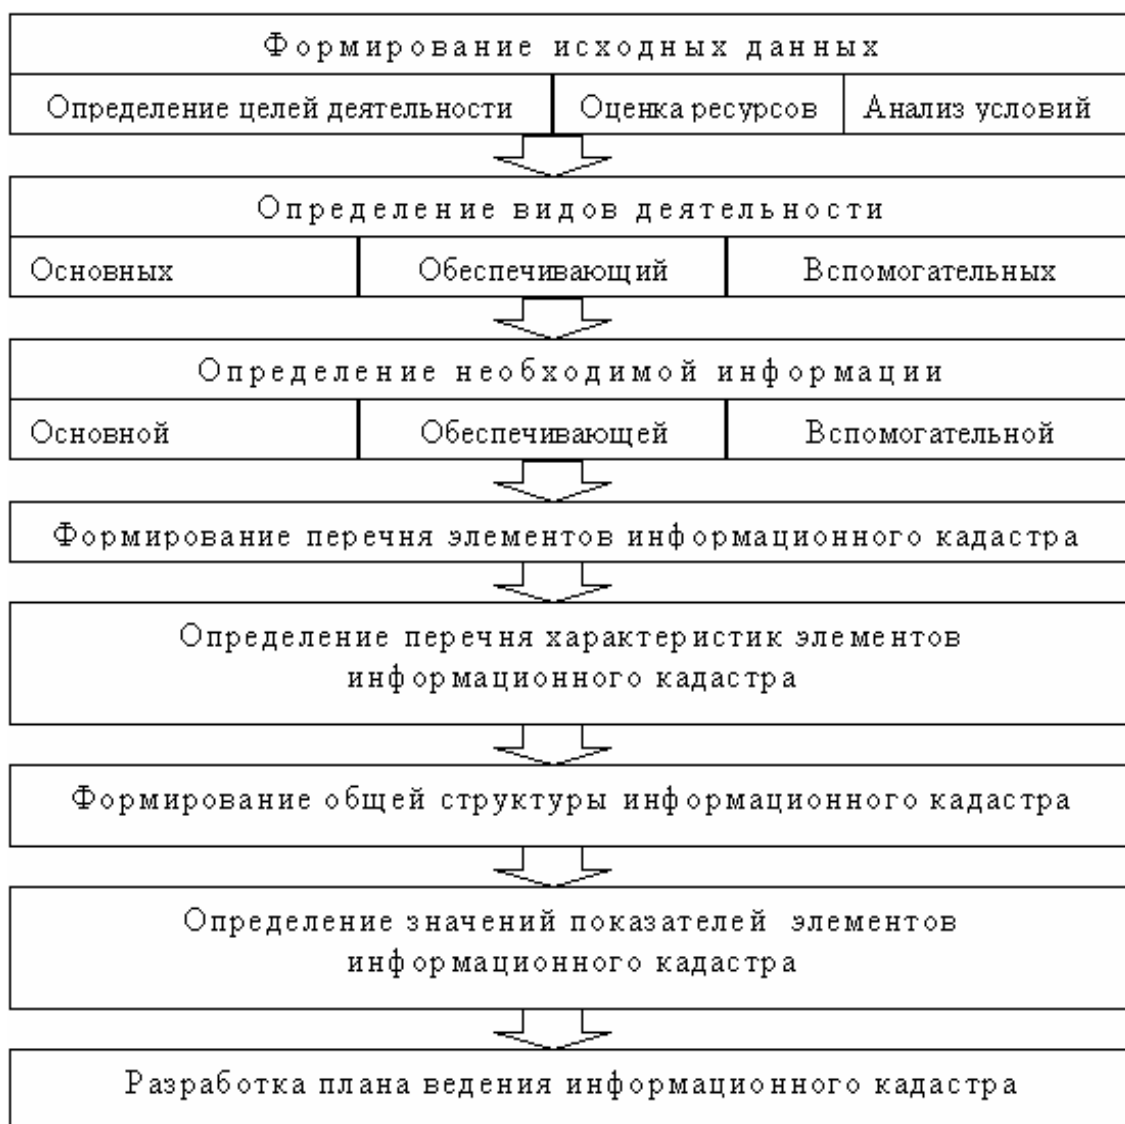 Формирование исходных данных
Определение целей деятельности Оценка ресурсов Анализ условий
Определение видов деятельности
Основных Обеспечивающий Вспомогательных
Определение необходимой информации
Основной Обеспечивающей Вспомогательной
Формирование перечня элементов информационного кадастра
Определение перечня характеристик элементов
информационного кадастра
Формирование общей структуры информационного кадастра
Определение значений показателей элементов
информационного кадастра
Разработка плана ведения информационного кадастра